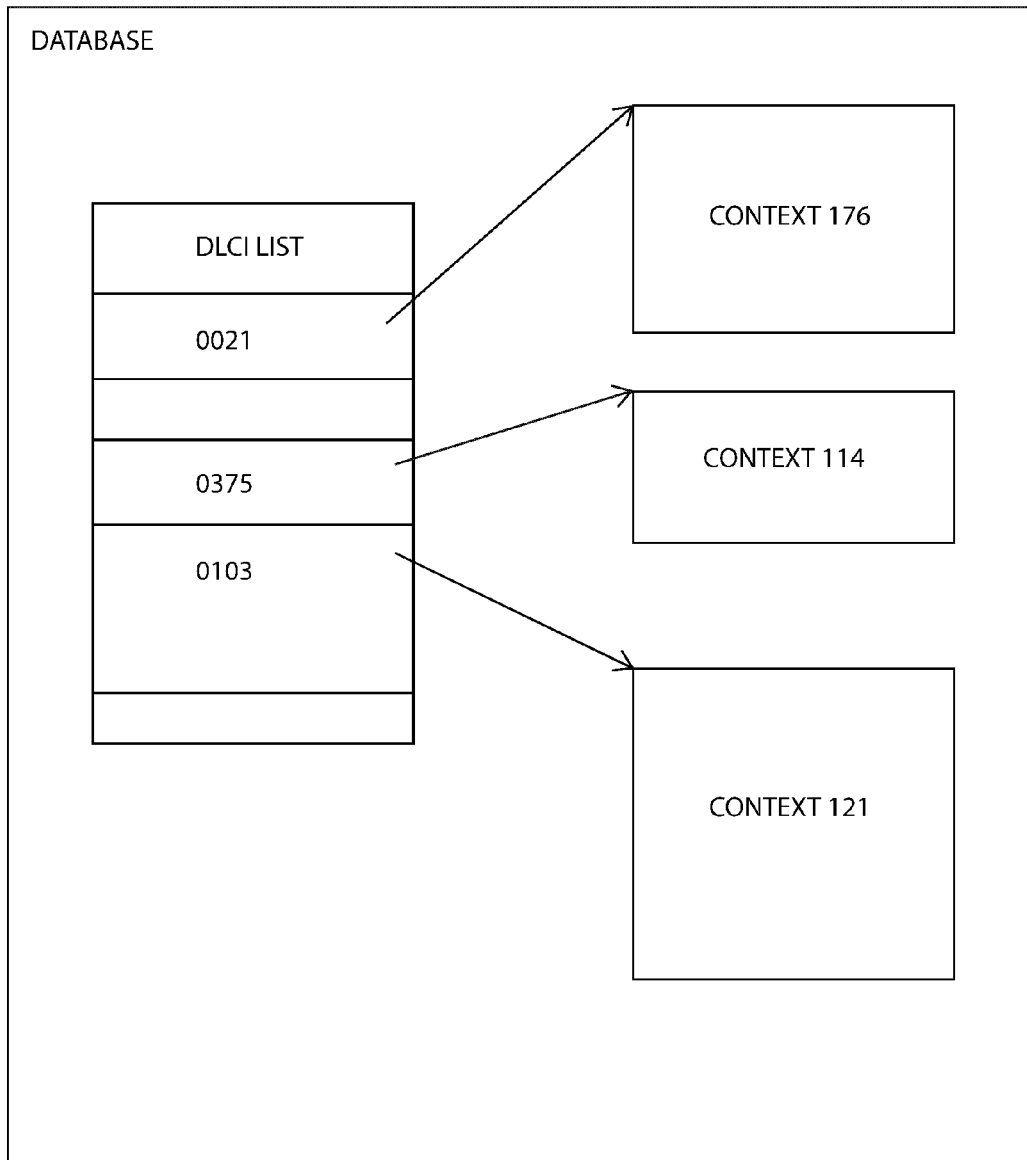 DATABASE
DLCI LIST
0021
0375
0103
CONTEXT 176
CONTEXT 114
CONTEXT 121